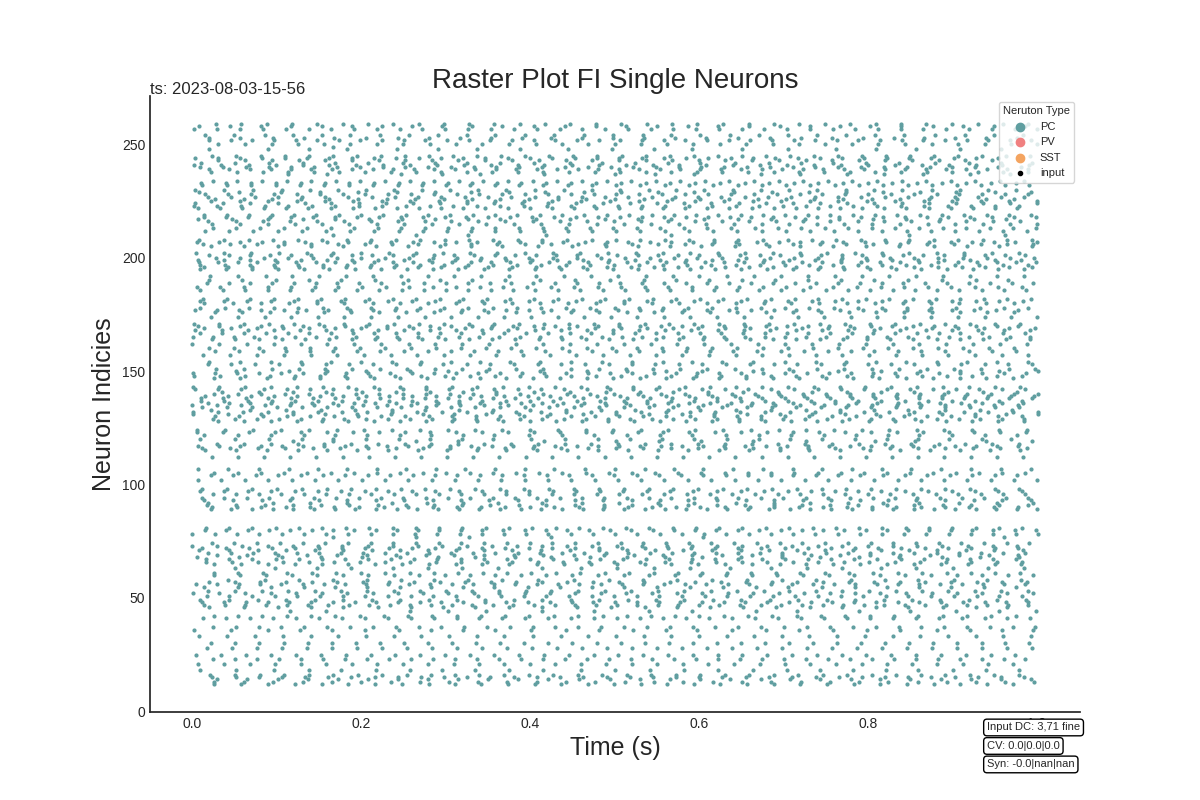 Raster Plot FI Single Neurons
ts: 2023-08-03-15-56
Neruton Type
PC
PV
SST
input
Neuron Indicies
250
200
150
100
50
0
0.0
0.2
0.4
0.6
0.8
Time (s)
Input DC: 3,71 fine
CV: 0.0|0.0|0.0
Syn: -0.0|nan|nan